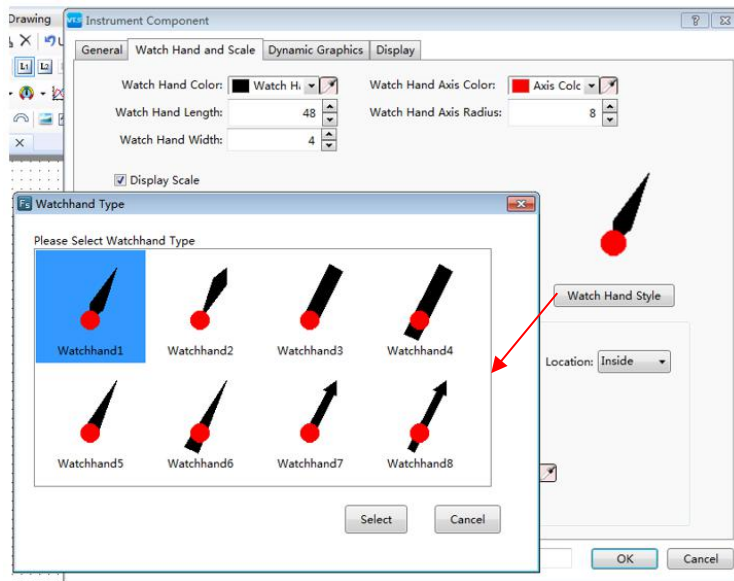 Drawing
Instrument Component
General Watch Hand and Scale Dynamic Graphics Display
Watch Hand Color: Watch H. Watch Hand Axis Color: Axis Colc
Watch Hand Length: 48 Watch Hand Axis Radius: 8
Watch Hand Width: 4
Display Scale
Watchhand Type
Please Select Watchhand Type
Watchhand1 Watchhand2 Watchhand3 Watchhand4
Watch Hand Style
Location: Inside
Watchhand5 Watchhand6 Watchhand7 Watchhand8
Select Cancel
OK Cancel